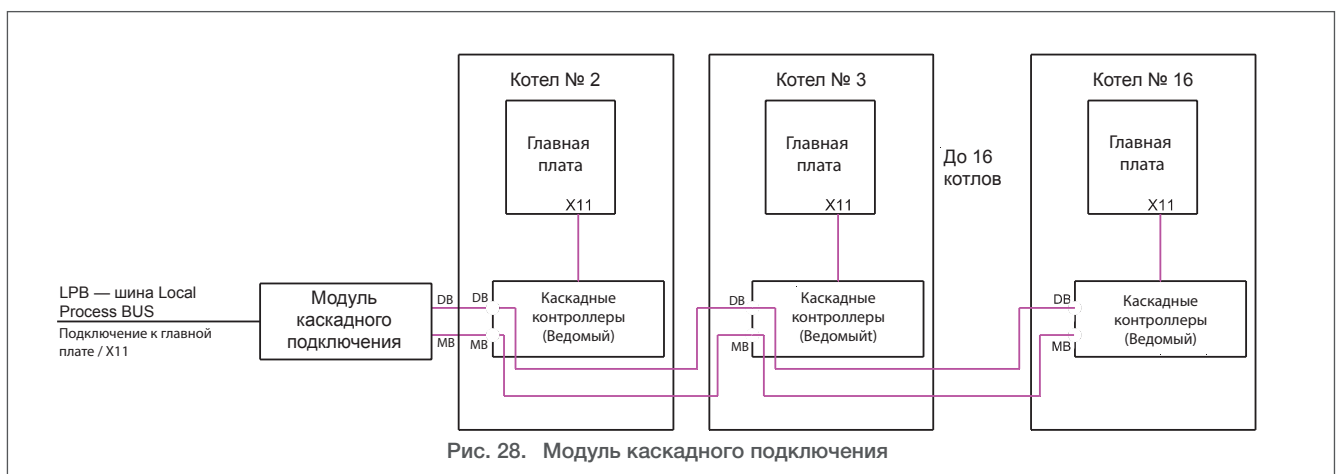 Котел № 2
Котел № 3
Котел № 16
Главная
плата
X11
Главная
плата
X11
До 16
котлов
Главная
плата
X11
LPB — шина Local
Process BUS
Подключение к главной
плате / X11
Модуль
каскадного
подключения
DB
MB
DB
MB
Каскадные
контроллеры
(Ведомый)
DB
MB
Каскадные
контроллеры
(Ведомыйt)
DB
MB
Каскадные
контроллеры
(Ведомый)
Рис. 28. Модуль каскадного подключения